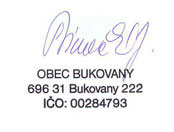 OBEC BUKOVANY
696 31 Bukovany 222
IČO: 00284793